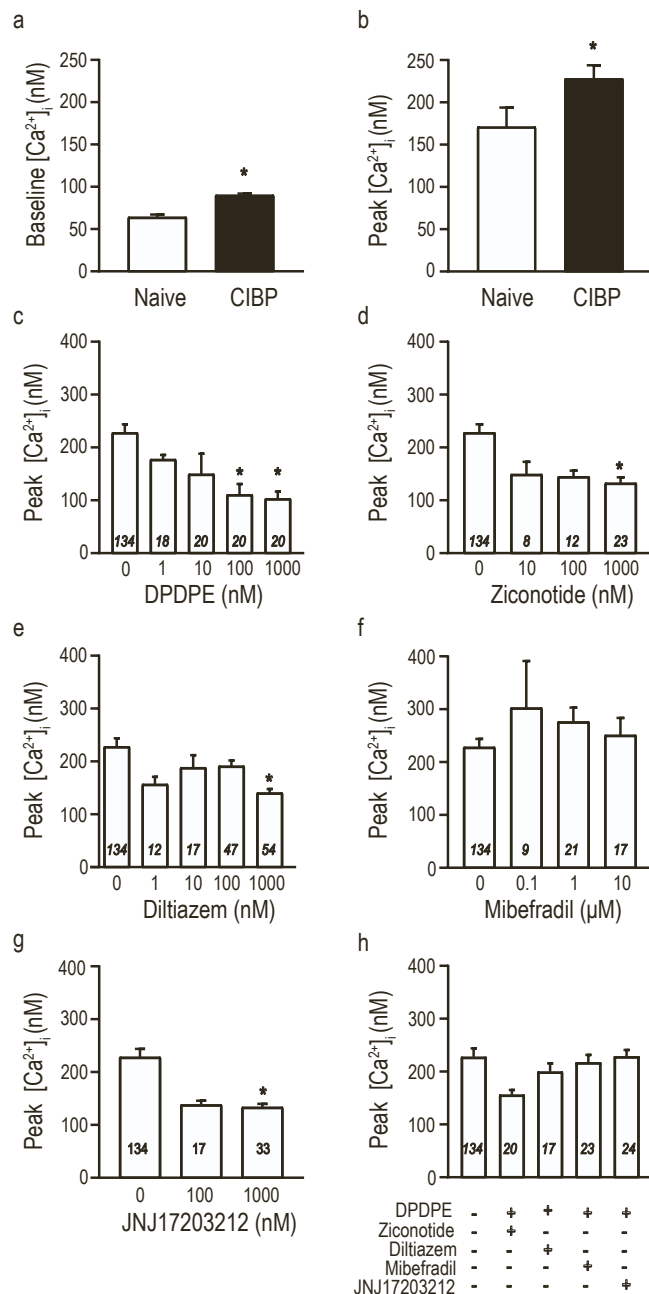 a
Baseline [Ca²⁺]ᵢ (nM)
250
200
150
100
50
0
*
Naive CIBP
b
Peak [Ca²⁺]ᵢ (nM)
250
200
150
100
50
0
*
Naive CIBP
c
Peak [Ca²⁺]ᵢ (nM)
400
300
200
100
0
* *
134 18 20 20 20
0 1 10 100 1000
DPDPE (nM)
d
Peak [Ca²⁺]ᵢ (nM)
400
300
200
100
0
*
134 8 12 23
0 10 100 1000
Ziconotide (nM)
e
Peak [Ca²⁺]ᵢ (nM)
400
300
200
100
0
*
134 12 17 47 54
0 1 10 100 1000
Diltiazem (nM)
f
Peak [Ca²⁺]ᵢ (nM)
400
300
200
100
0
134 9 21 17
0 0.1 1 10
Mibefradil (µM)
g
Peak [Ca²⁺]ᵢ (nM)
400
300
200
100
0
*
134 17 33
0 100 1000
JNJ17203212 (nM)
h
Peak [Ca²⁺]ᵢ (nM)
400
300
200
100
0
134 20 17 23 24
DPDPE - + + + +
Ziconotide - + - - -
Diltiazem - - + - -
Mibefradil - - - + -
JNJ17203212 - - - - +